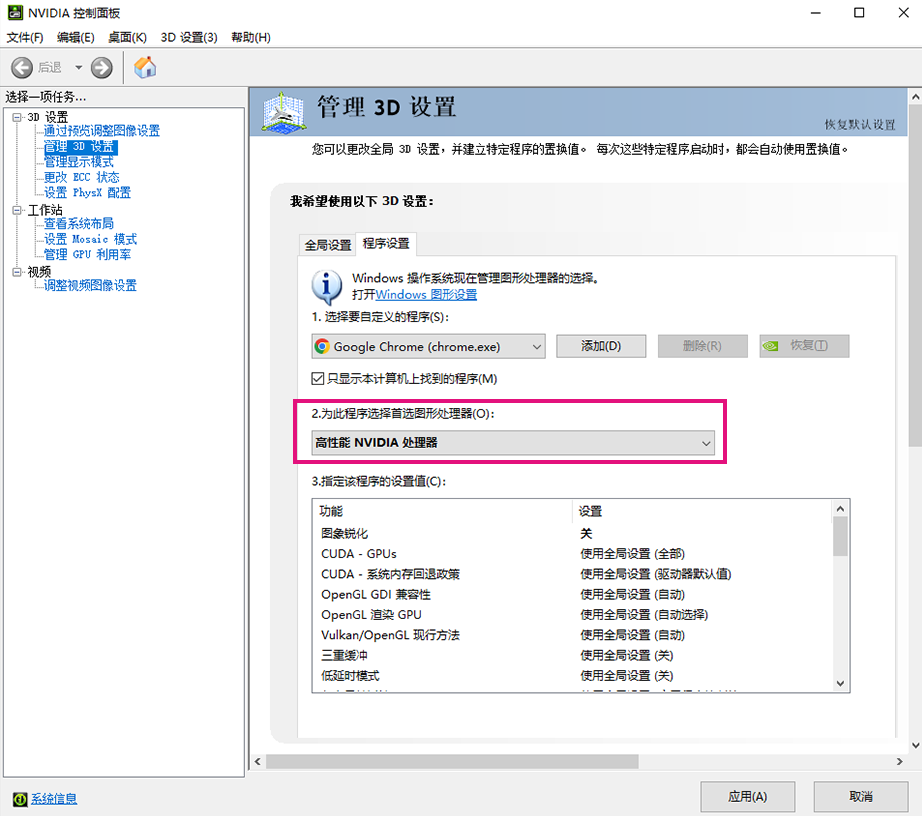 NVIDIA 控制面板
文件(F) 编辑(E) 桌面(K) 3D 设置(3) 帮助(H)
后退
选择一项任务...
3D 设置
通过预览调整图像设置
管理 3D 设置
管理显示模式
更改 ECC 状态
设置 PhysX 配置
工作站
查看系统布局
设置 Mosaic 模式
管理 GPU 利用率
视频
调整视频图像设置
管理 3D 设置
恢复默认设置
您可以更改全局 3D 设置，并建立特定程序的置换值。 每次这些特定程序启动时，都会自动使用置换值。
我希望使用以下 3D 设置：
全局设置 程序设置
Windows 操作系统现在管理图形处理器的选择。
打开Windows 图形设置
1. 选择要自定义的程序(S)：
Google Chrome (chrome.exe) 添加(D) 删除(R) 恢复(T)
只显示本计算机上找到的程序(M)
2.为此程序选择首选图形处理器(O)：
高性能 NVIDIA 处理器
3.指定该程序的设置值(C)：
功能 设置
图象锐化 关
CUDA - GPUs 使用全局设置 (全部)
CUDA - 系统内存回退政策 使用全局设置 (驱动器默认值)
OpenGL GDI 兼容性 使用全局设置 (自动)
OpenGL 渲染 GPU 使用全局设置 (自动选择)
Vulkan/OpenGL 现行方法 使用全局设置 (自动)
三重缓冲 使用全局设置 (关)
低延时模式 使用全局设置 (关)
系统信息
应用(A) 取消